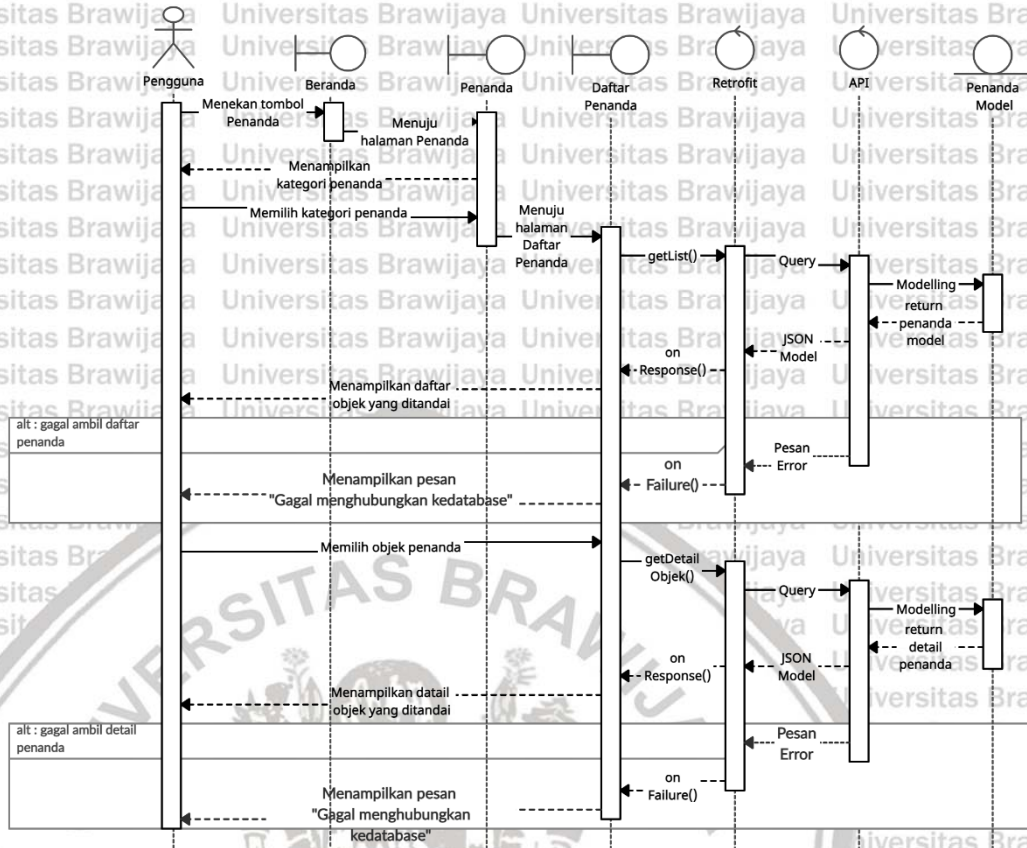 Pengguna
Beranda
Penanda
Daftar
Penanda
Retrofit
API
Penanda
Model
Menekan tombol
Penanda
Menuju
halaman Penanda
Menampilkan
kategori penanda
Memilih kategori penanda
Menuju
halaman
Daftar
Penanda
getList()
Query
Modelling
return
penanda
model
JSON
Model
on
Response()
Menampilkan daftar
objek yang ditandai
alt : gagal ambil daftar
penanda
Pesan
Error
on
Failure()
Menampilkan pesan
"Gagal menghubungkan kedatabase"
Memilih objek penanda
getDetail
Objek()
Query
Modelling
return
detail
penanda
JSON
Model
on
Response()
Menampilkan datail
objek yang ditandai
alt : gagal ambil detail
penanda
Pesan
Error
on
Failure()
Menampilkan pesan
"Gagal menghubungkan
kedatabase"
Universitas Brawijaya
UNIVERSITAS BRAWIJAYA